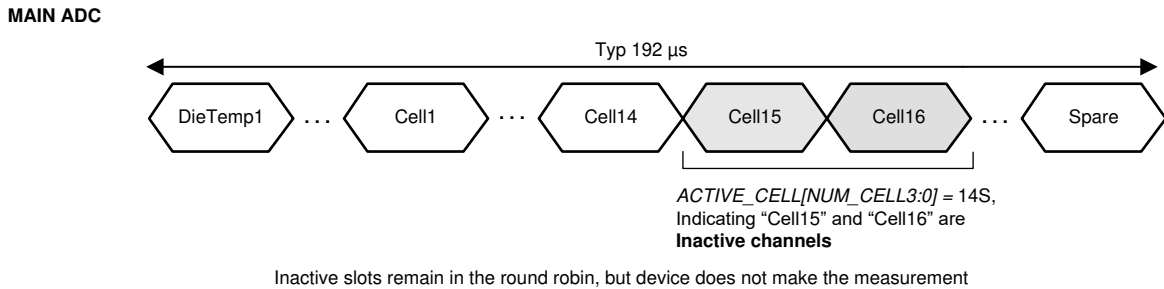 MAIN ADC
Typ 192 µs
DieTemp1 ... Cell1 ... Cell14 Cell15 Cell16 ... Spare
ACTIVE_CELL[NUM_CELL3:0] = 14S,
Indicating “Cell15” and “Cell16” are
Inactive channels
Inactive slots remain in the round robin, but device does not make the measurement